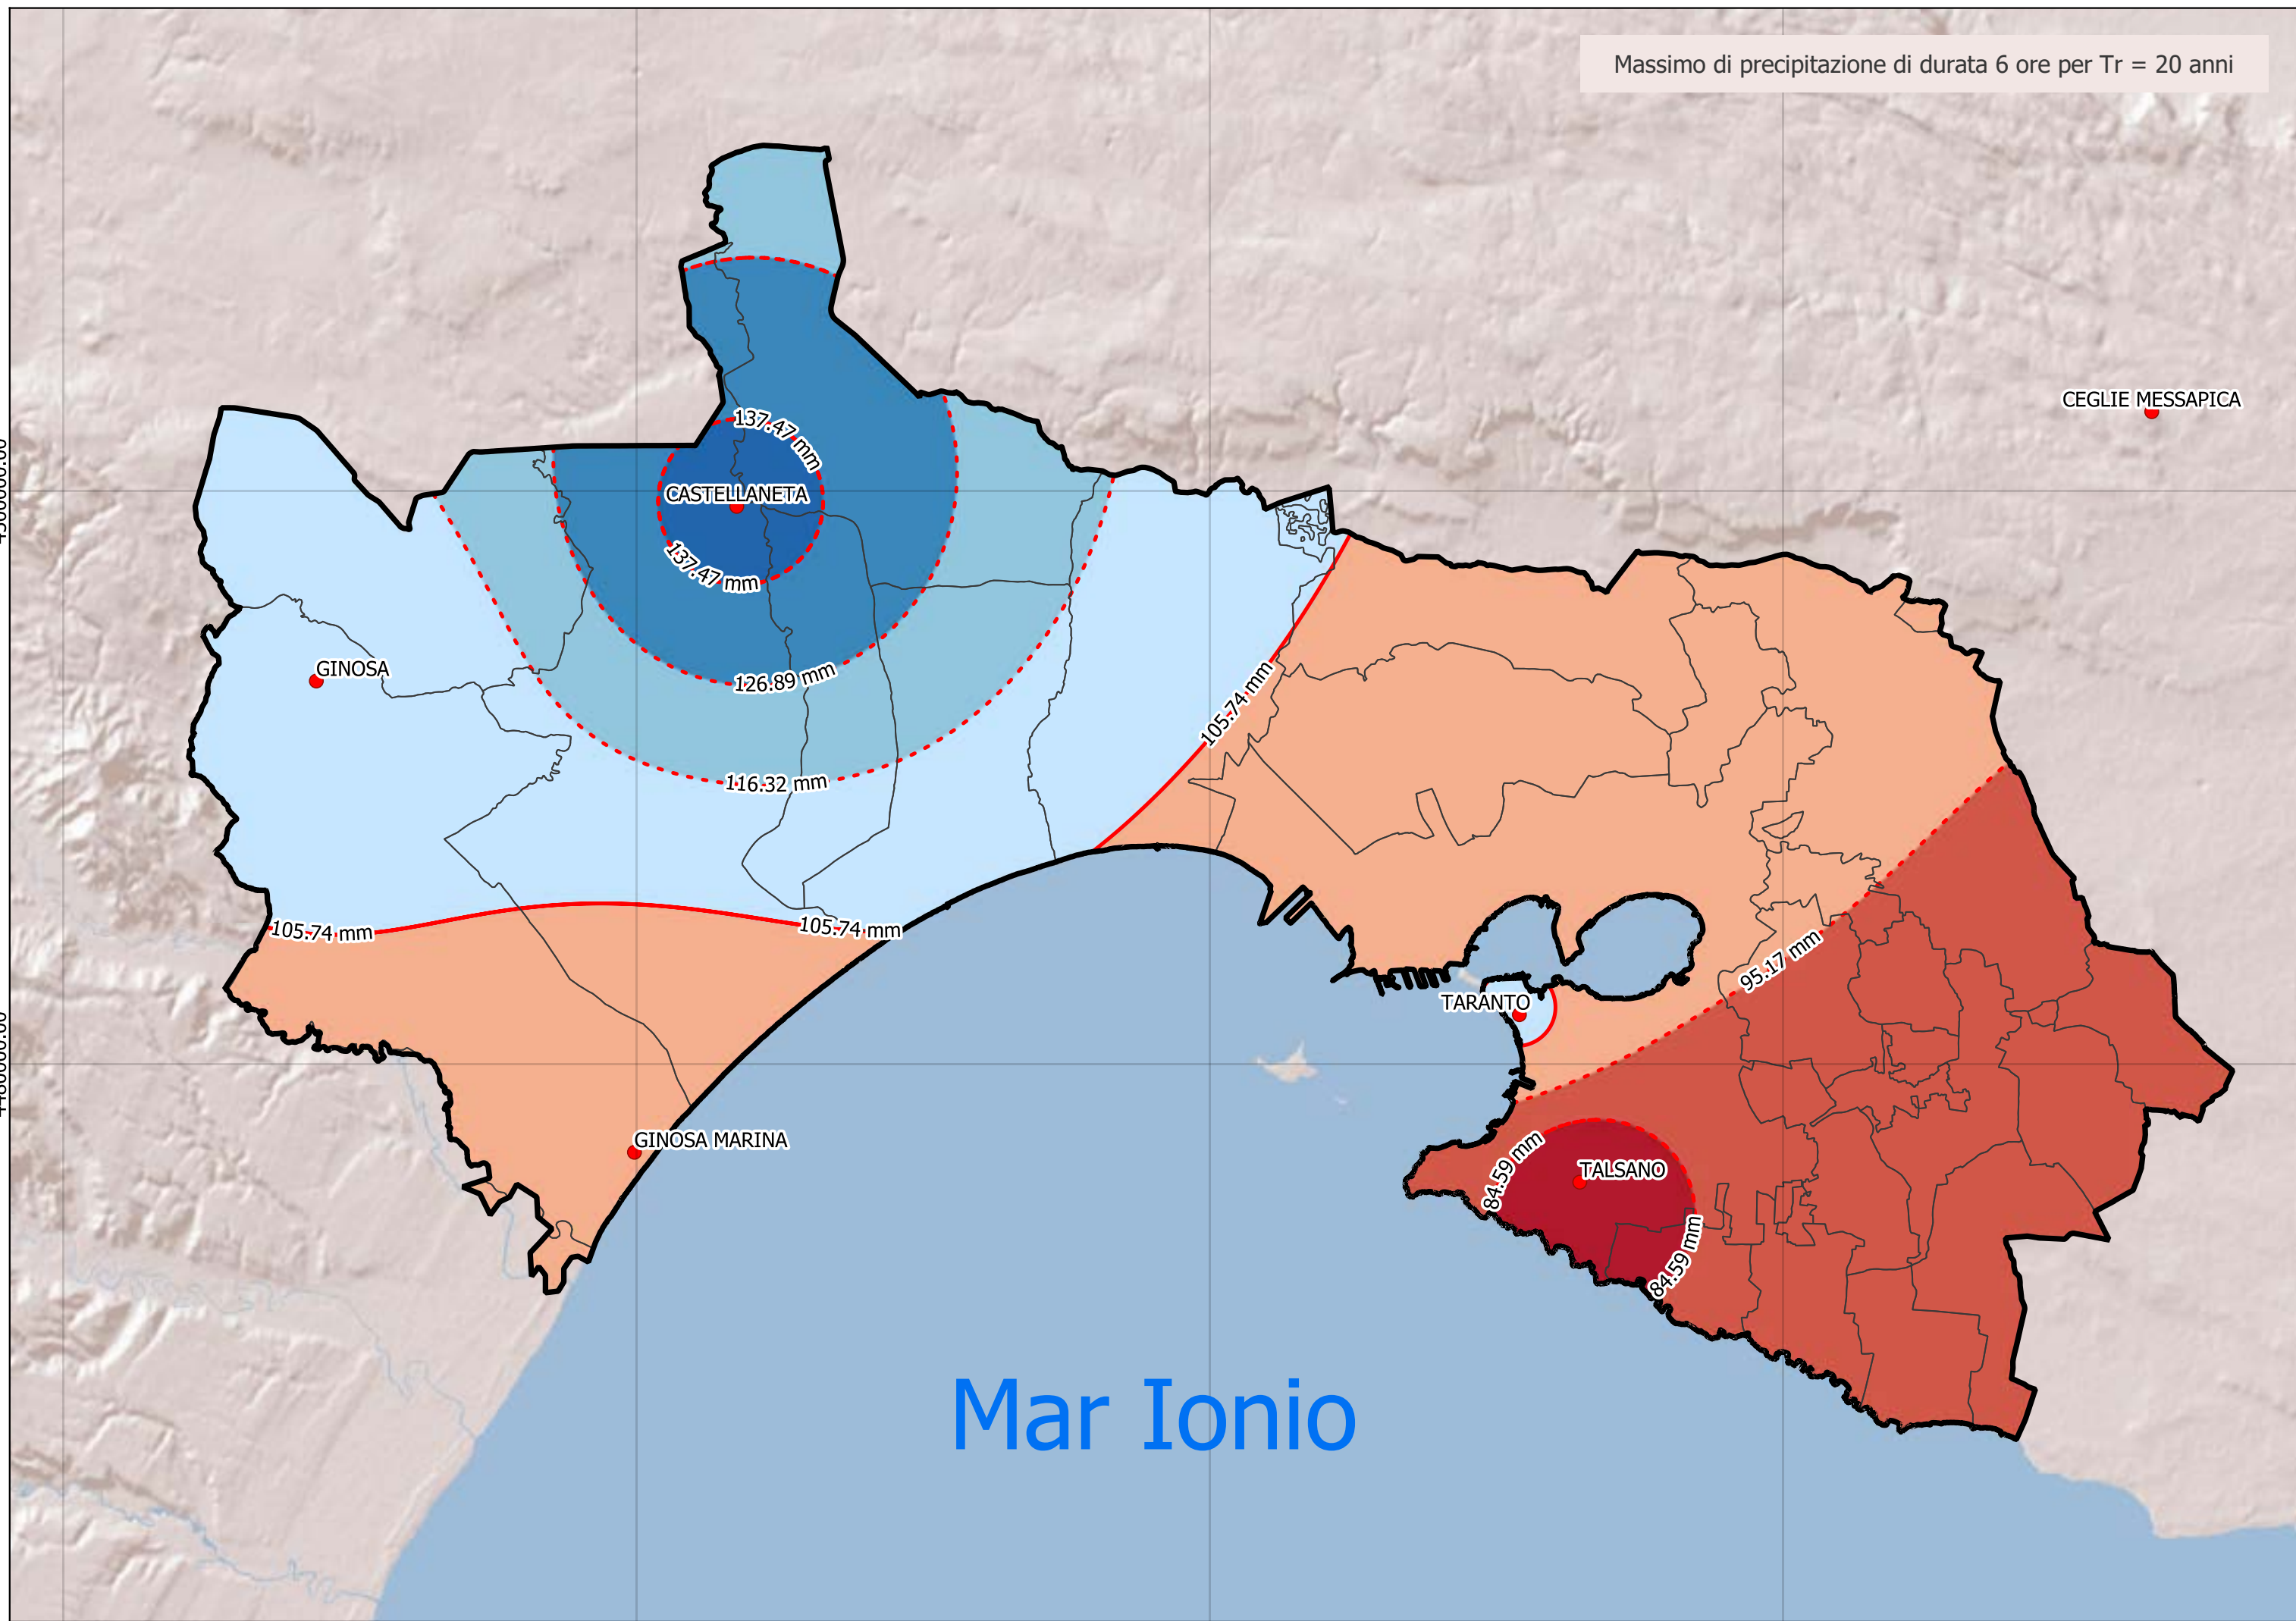 Massimo di precipitazione di durata 6 ore per Tr = 20 anni
CEGLIE MESSAPICA
137.47 mm
CASTELLANETA
137.47 mm
GINOSA
126.89 mm
105.74 mm
116.32 mm
105.74 mm
105.74 mm
95.17 mm
TARANTO
GINOSA MARINA
84.59 mm
TALSANO
84.59 mm
Mar Ionio